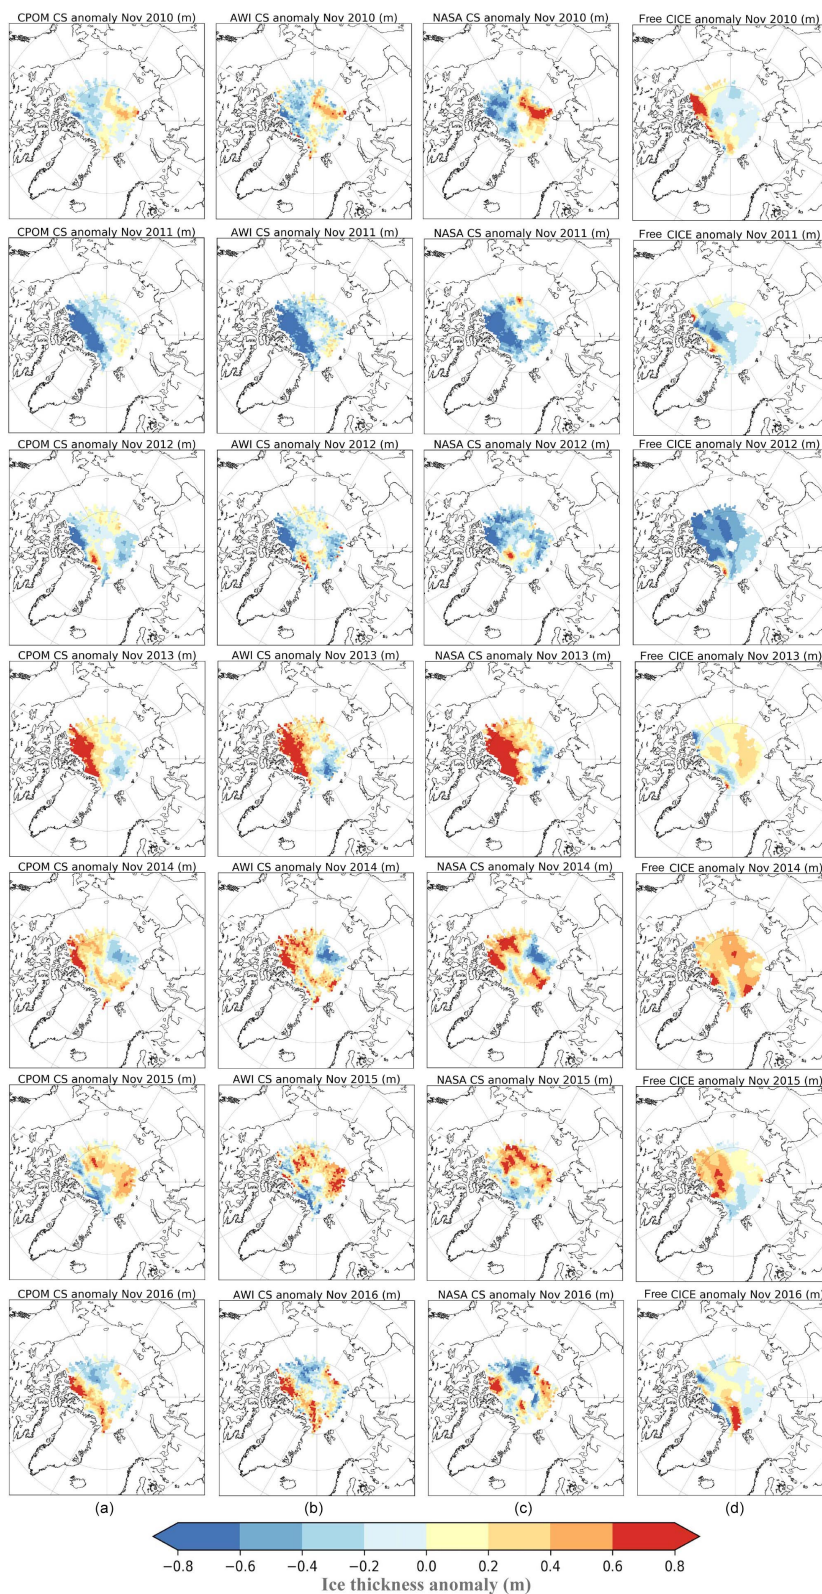 CPOM CS anomaly Nov 2010 (m) AWI CS anomaly Nov 2010 (m) NASA CS anomaly Nov 2010 (m) Free CICE anomaly Nov 2010 (m)
CPOM CS anomaly Nov 2011 (m) AWI CS anomaly Nov 2011 (m) NASA CS anomaly Nov 2011 (m) Free CICE anomaly Nov 2011 (m)
CPOM CS anomaly Nov 2012 (m) AWI CS anomaly Nov 2012 (m) NASA CS anomaly Nov 2012 (m) Free CICE anomaly Nov 2012 (m)
CPOM CS anomaly Nov 2013 (m) AWI CS anomaly Nov 2013 (m) NASA CS anomaly Nov 2013 (m) Free CICE anomaly Nov 2013 (m)
CPOM CS anomaly Nov 2014 (m) AWI CS anomaly Nov 2014 (m) NASA CS anomaly Nov 2014 (m) Free CICE anomaly Nov 2014 (m)
CPOM CS anomaly Nov 2015 (m) AWI CS anomaly Nov 2015 (m) NASA CS anomaly Nov 2015 (m) Free CICE anomaly Nov 2015 (m)
CPOM CS anomaly Nov 2016 (m) AWI CS anomaly Nov 2016 (m) NASA CS anomaly Nov 2016 (m) Free CICE anomaly Nov 2016 (m)
(a) (b) (c) (d)
−0.8 −0.6 −0.4 −0.2 0.0 0.2 0.4 0.6 0.8
Ice thickness anomaly (m)